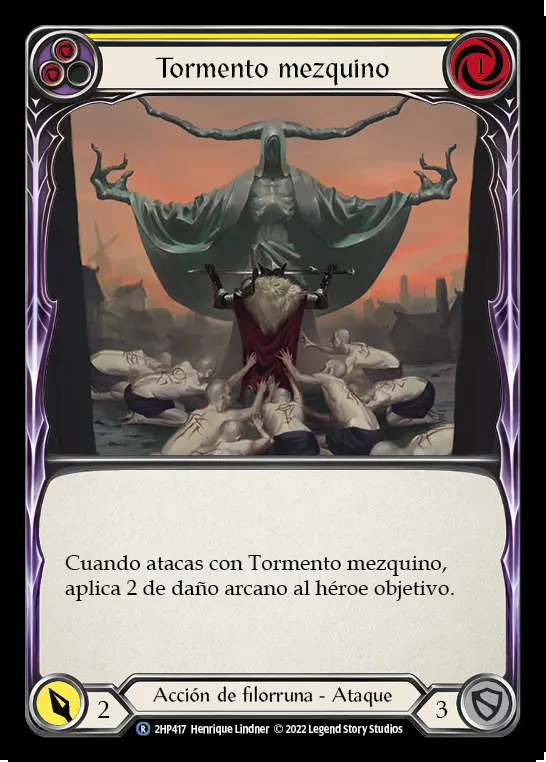 Tormento mezquino
1
Cuando atacas con Tormento mezquino,
aplica 2 de daño arcano al héroe objetivo.
2
Acción de filorruna - Ataque
3
R 2HP417 Henrique Lindner © 2022 Legend Story Studios